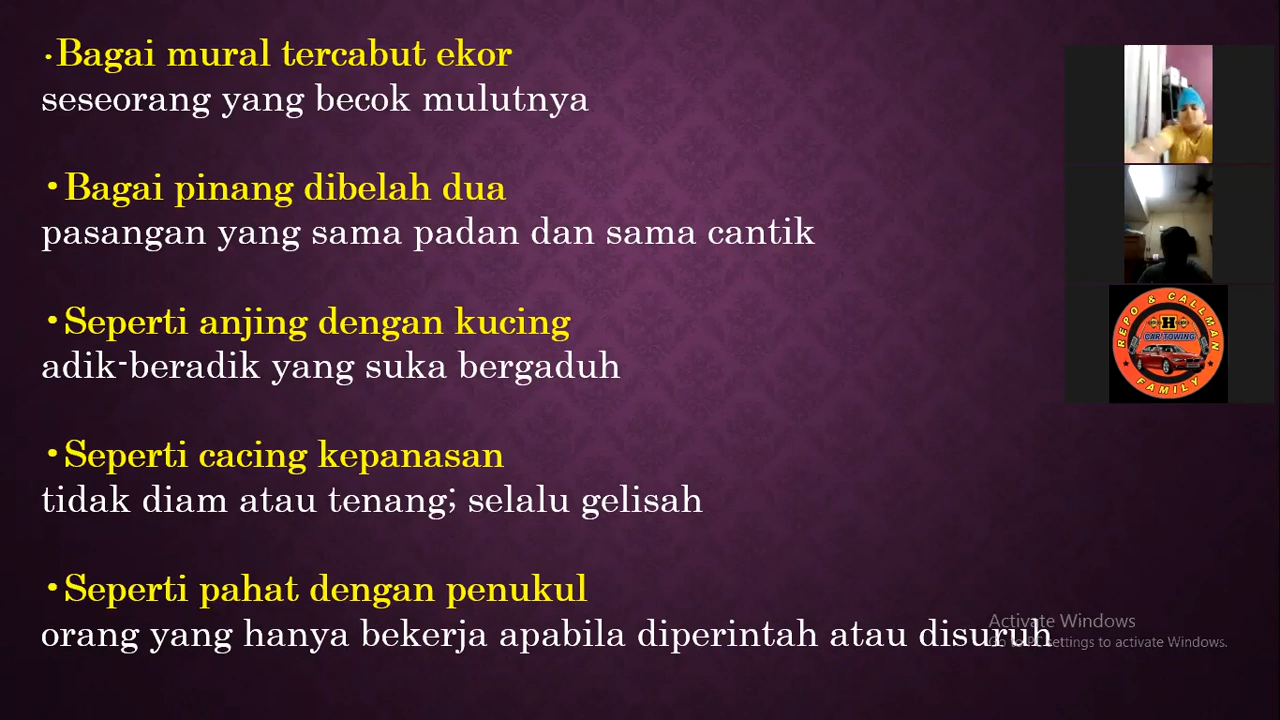 •Bagai mural tercabut ekor
seseorang yang becok mulutnya
•Bagai pinang dibelah dua
pasangan yang sama padan dan sama cantik
•Seperti anjing dengan kucing
adik-beradik yang suka bergaduh
•Seperti cacing kepanasan
tidak diam atau tenang; selalu gelisah
•Seperti pahat dengan penukul
orang yang hanya bekerja apabila diperintah atau disuruh
REPO & CALLMAN
H
CAR TOWING
FAMILY
Activate Windows
Go to PC settings to activate Windows.